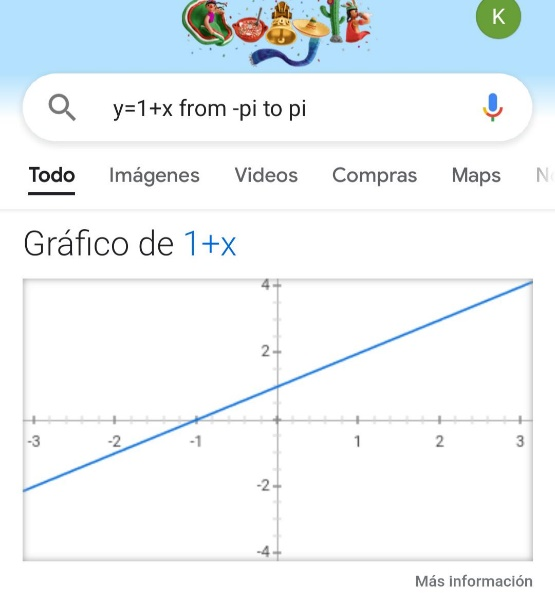 K
y=1+x from -pi to pi
Todo Imágenes Videos Compras Maps
Gráfico de 1+x
4
2
-3 -2 -1 1 2 3
-2
-4
Más información